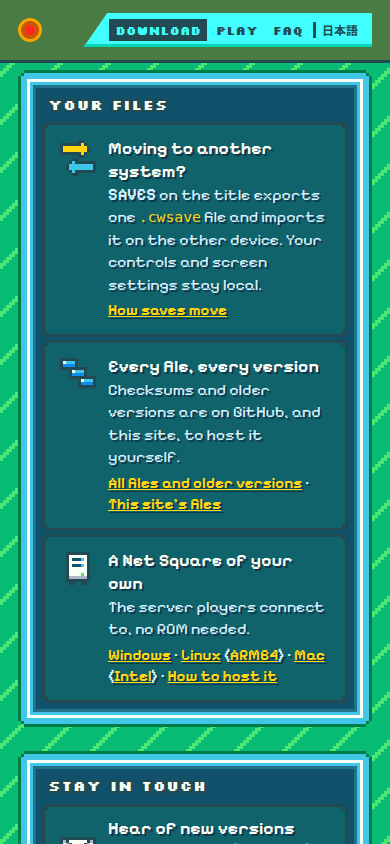 DOWNLOAD PLAY FAQ 日本語
YOUR FILES
Moving to another
system?
SAVES on the title exports
one .cwsave file and imports
it on the other device. Your
controls and screen
settings stay local.
How saves move
Every file, every version
Checksums and older
versions are on GitHub, and
this site, to host it
yourself.
All files and older versions ·
This site's files
A Net Square of your
own
The server players connect
to, no ROM needed.
Windows · Linux (ARM64) · Mac
(Intel) · How to host it
STAY IN TOUCH
Hear of new versions